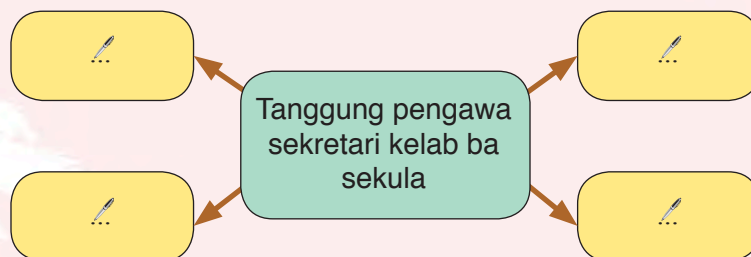 ...
...
Tanggung pengawa
sekretari kelab ba
sekula
...
...